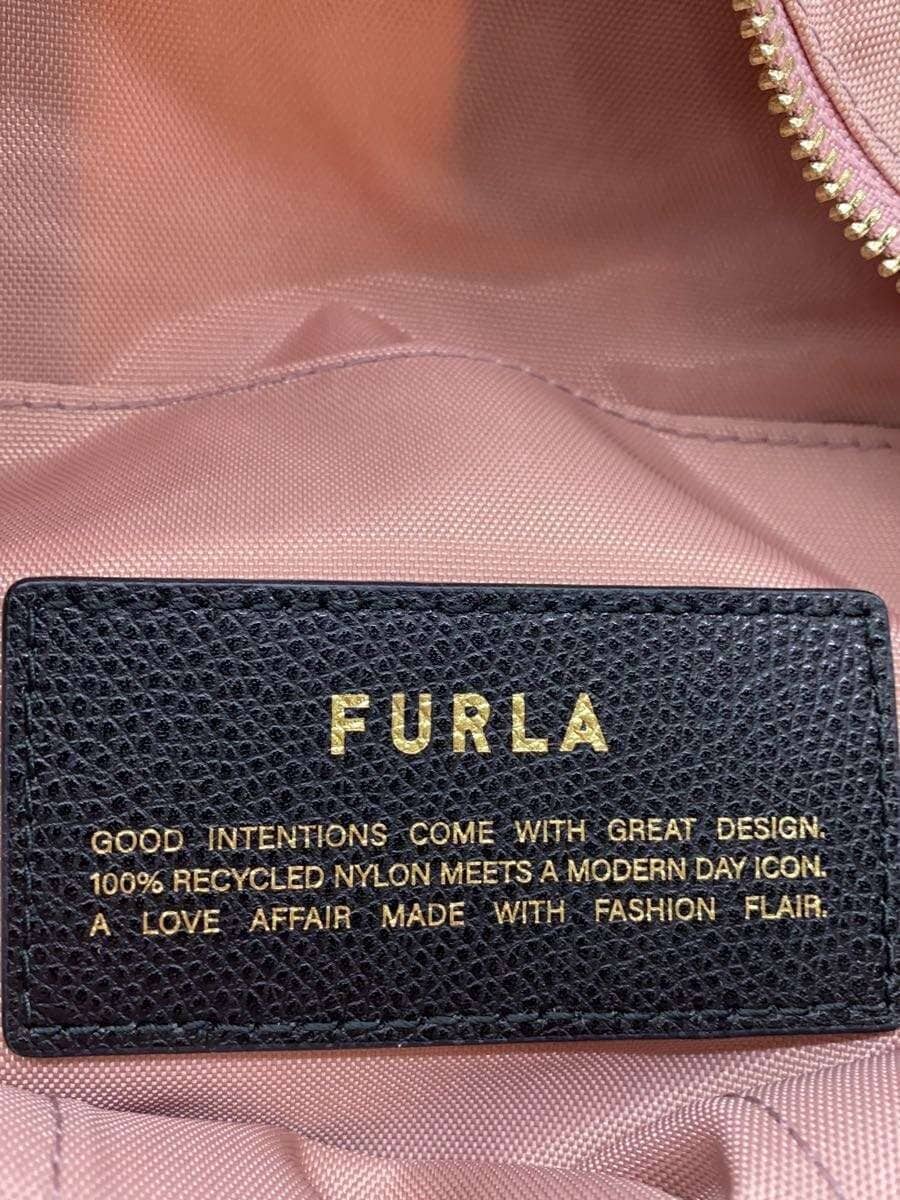 FURLA
GOOD INTENTIONS COME WITH GREAT DESIGN.
100% RECYCLED NYLON MEETS A MODERN DAY ICON.
A LOVE AFFAIR MADE WITH FASHION FLAIR.